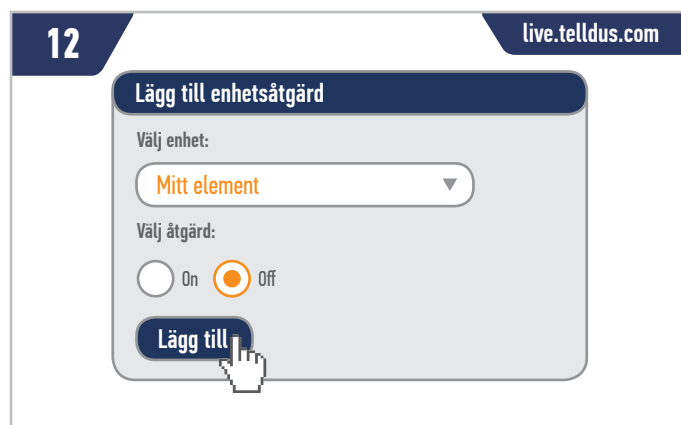 12
live.telldus.com
Lägg till enhetsåtgärd
Välj enhet:
Mitt element
Välj åtgärd:
On Off
Lägg till